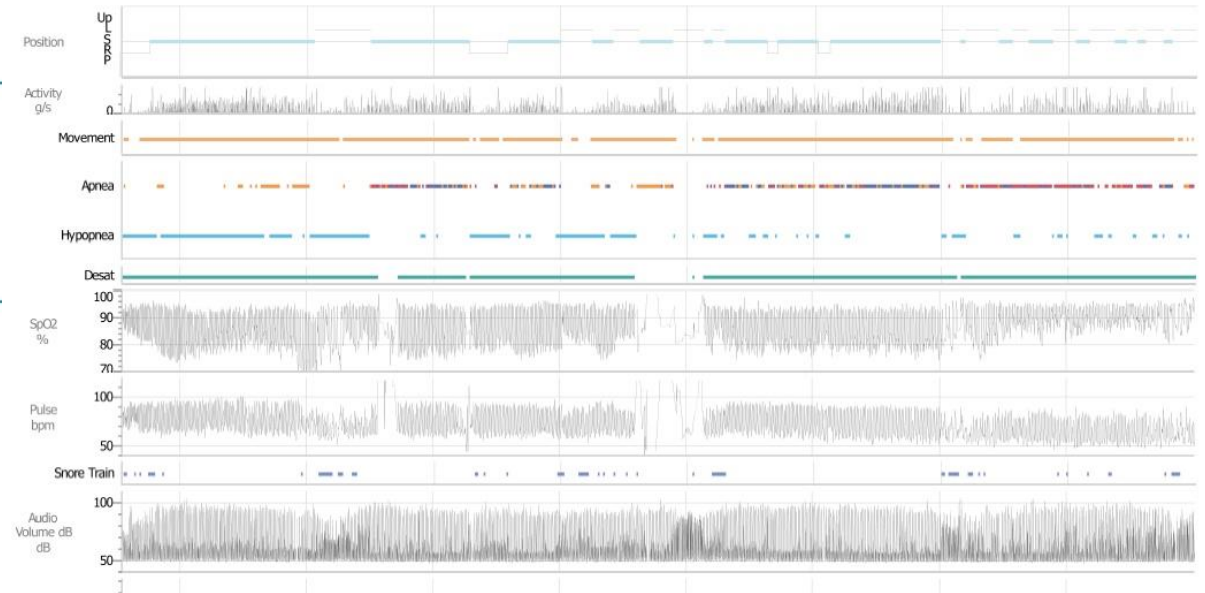 Position
Up
L
S
R
P
Activity
g/s
0
Movement
Apnea
Hypopnea
Desat
SpO2
%
100
90
80
70
Pulse
bpm
100
50
Snore Train
Audio
Volume dB
dB
100
50